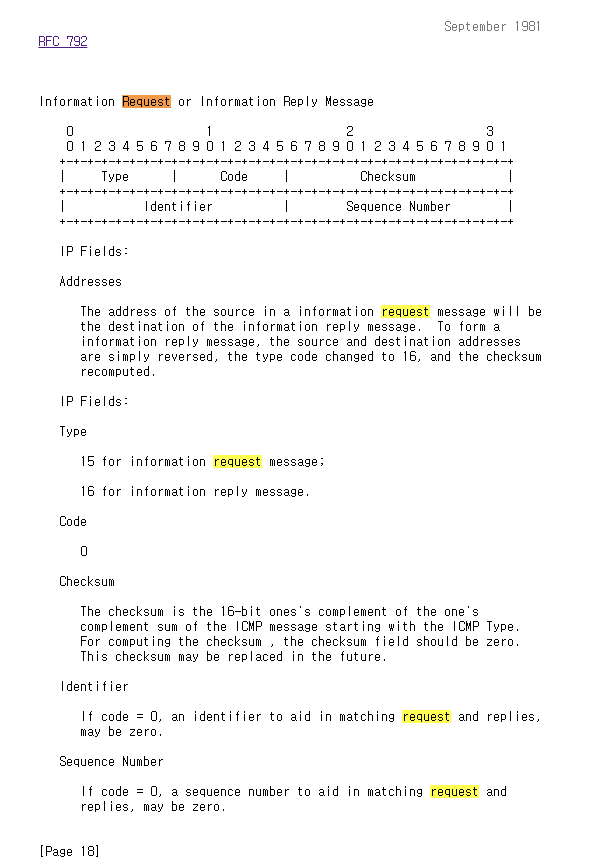 September 1981
RFC 792
Information Request or Information Reply Message
0 1 2 3
0 1 2 3 4 5 6 7 8 9 0 1 2 3 4 5 6 7 8 9 0 1 2 3 4 5 6 7 8 9 0 1
+-+-+-+-+-+-+-+-+-+-+-+-+-+-+-+-+-+-+-+-+-+-+-+-+-+-+-+-+-+-+-+-+
| Type | Code | Checksum |
+-+-+-+-+-+-+-+-+-+-+-+-+-+-+-+-+-+-+-+-+-+-+-+-+-+-+-+-+-+-+-+-+
| Identifier | Sequence Number |
+-+-+-+-+-+-+-+-+-+-+-+-+-+-+-+-+-+-+-+-+-+-+-+-+-+-+-+-+-+-+-+-+
IP Fields:
Addresses
The address of the source in a information request message will be
the destination of the information reply message.  To form a
information reply message, the source and destination addresses
are simply reversed, the type code changed to 16, and the checksum
recomputed.
IP Fields:
Type
15 for information request message;
16 for information reply message.
Code
0
Checksum
The checksum is the 16-bit ones's complement of the one's
complement sum of the ICMP message starting with the ICMP Type.
For computing the checksum , the checksum field should be zero.
This checksum may be replaced in the future.
Identifier
If code = 0, an identifier to aid in matching request and replies,
may be zero.
Sequence Number
If code = 0, a sequence number to aid in matching request and
replies, may be zero.
[Page 18]